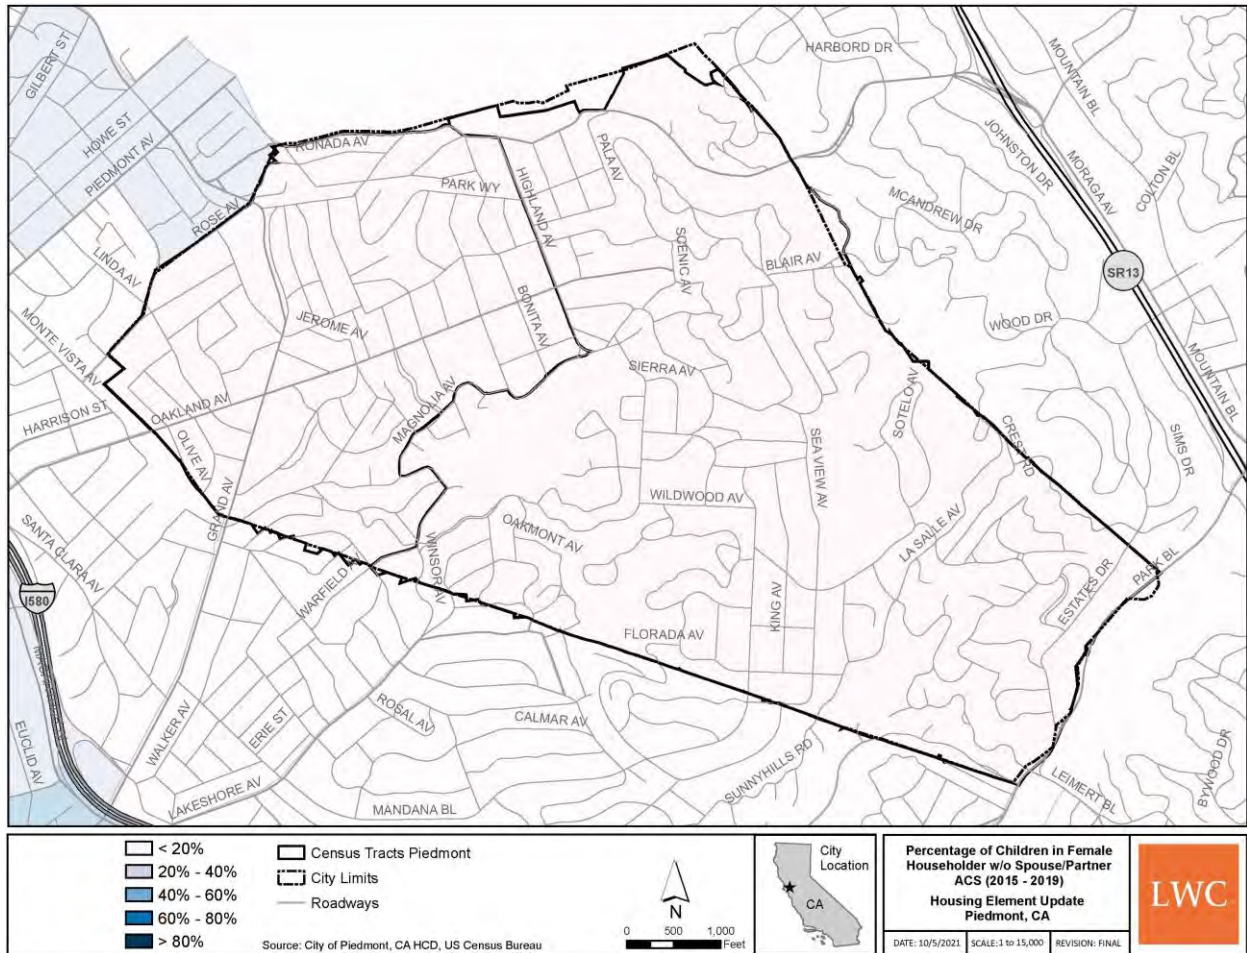 GILBERT ST
HOWE ST
PIEDMONT AV
ROSE AV
LINDA AV
MONTE VISTA AV
HARRISON ST
OAKLAND AV
OLIVE AV
GRAND AV
SANTA CLARA AV
I580
EUCLID AV
WALKER AV
LAKESHORE AV
ERIE ST
ROSAL AV
MANDANA BL
CALMAR AV
WARFIELD
WINSOR AV
OAKMONT AV
MAGNOLIA AV
JEROME AV
BONITA AV
PARK WY
RONADA AV
HIGHLAND AV
PALA AV
SCENIC AV
BLAIR AV
SIERRA AV
SEA VIEW AV
SOTELO AV
WILDWOOD AV
KING AV
LA SALLE AV
FLORADA AV
CREST RD
ESTATES DR
PARK BL
SUNNYHILLS RD
LEIMERT BL
BYWOOD DR
SIMS DR
MOUNTAIN BL
WOOD DR
MCANDREW DR
JOHNSTON DR
HARBORD DR
MOUNTAIN BL
MORAGA AV
COLTON BL
SR13
< 20%
20% - 40%
40% - 60%
60% - 80%
> 80%
Census Tracts Piedmont
City Limits
Roadways
Source: City of Piedmont, CA HCD, US Census Bureau
N
0 500 1,000
Feet
City
Location
CA
Percentage of Children in Female
Householder w/o Spouse/Partner
ACS (2015 - 2019)
Housing Element Update
Piedmont, CA
DATE: 10/5/2021
SCALE: 1 to 15,000
REVISION: FINAL
LWC